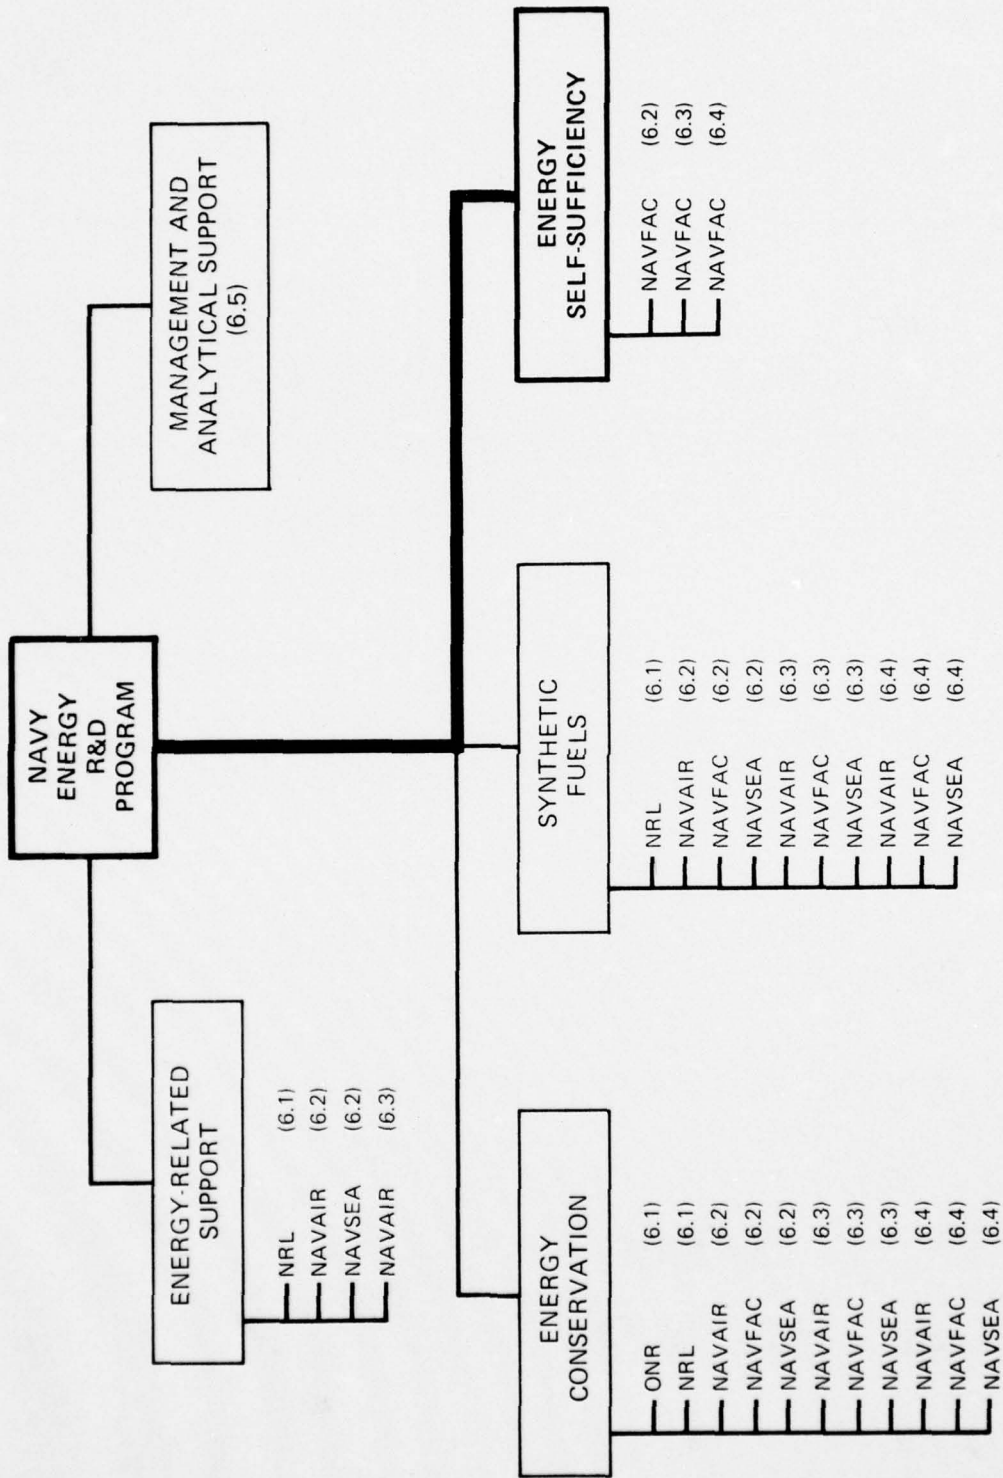 NAVY
ENERGY
R&D
PROGRAM
ENERGY-RELATED
SUPPORT
NRL (6.1)
NAVAIR (6.2)
NAVSEA (6.2)
NAVAIR (6.3)
MANAGEMENT AND
ANALYTICAL SUPPORT
(6.5)
ENERGY
CONSERVATION
ONR (6.1)
NRL (6.1)
NAVAIR (6.2)
NAVFAC (6.2)
NAVSEA (6.2)
NAVAIR (6.3)
NAVFAC (6.3)
NAVSEA (6.3)
NAVAIR (6.4)
NAVFAC (6.4)
NAVSEA (6.4)
SYNTHETIC
FUELS
NRL (6.1)
NAVAIR (6.2)
NAVFAC (6.2)
NAVSEA (6.2)
NAVAIR (6.3)
NAVFAC (6.3)
NAVSEA (6.3)
NAVAIR (6.4)
NAVFAC (6.4)
NAVSEA (6.4)
ENERGY
SELF-SUFFICIENCY
NAVFAC (6.2)
NAVFAC (6.3)
NAVFAC (6.4)